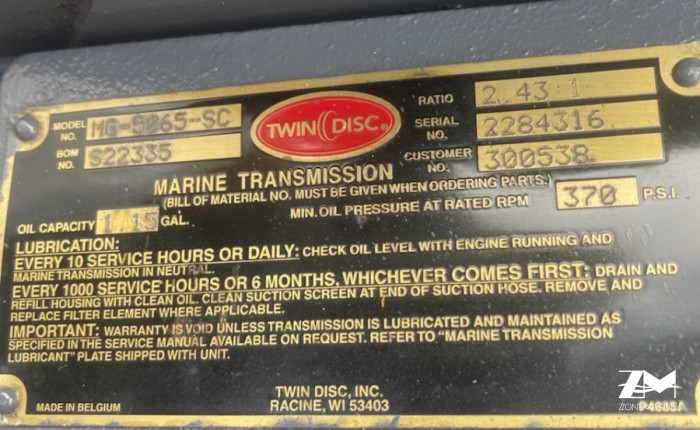 MODEL NO. MG-5065-SC
BOM NO. S22335
TWIN DISC®
RATIO 2.43:1
SERIAL NO. 2284316
CUSTOMER NO. 300538
MARINE TRANSMISSION
(BILL OF MATERIAL NO. MUST BE GIVEN WHEN ORDERING PARTS.)
OIL CAPACITY GAL.
MIN. OIL PRESSURE AT RATED RPM 370 P.S.I.
LUBRICATION:
EVERY 10 SERVICE HOURS OR DAILY: CHECK OIL LEVEL WITH ENGINE RUNNING AND
MARINE TRANSMISSION IN NEUTRAL.
EVERY 1000 SERVICE HOURS OR 6 MONTHS, WHICHEVER COMES FIRST: DRAIN AND
REFILL HOUSING WITH CLEAN OIL. CLEAN SUCTION SCREEN AT END OF SUCTION HOSE. REMOVE AND
REPLACE FILTER ELEMENT WHERE APPLICABLE.
IMPORTANT: WARRANTY IS VOID UNLESS TRANSMISSION IS LUBRICATED AND MAINTAINED AS
SPECIFIED IN THE SERVICE MANUAL AVAILABLE ON REQUEST. REFER TO "MARINE TRANSMISSION
LUBRICANT" PLATE SHIPPED WITH UNIT.
TWIN DISC, INC.
RACINE, WI 53403
MADE IN BELGIUM